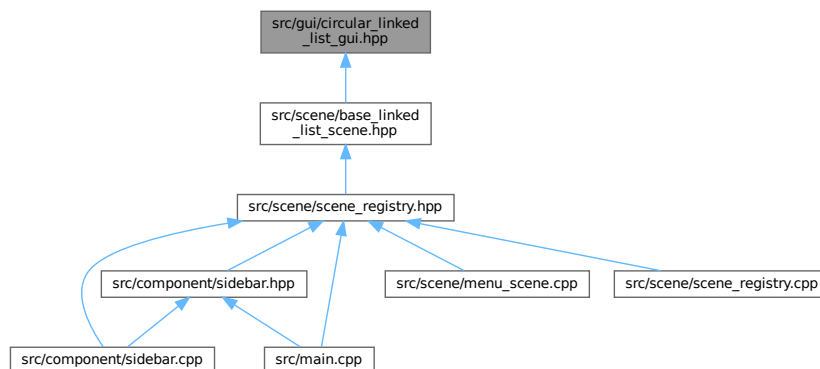 src/gui/circular_linked
_list_gui.hpp
src/scene/base_linked
_list_scene.hpp
src/scene/scene_registry.hpp
src/component/sidebar.hpp
src/scene/menu_scene.cpp
src/scene/scene_registry.cpp
src/component/sidebar.cpp
src/main.cpp